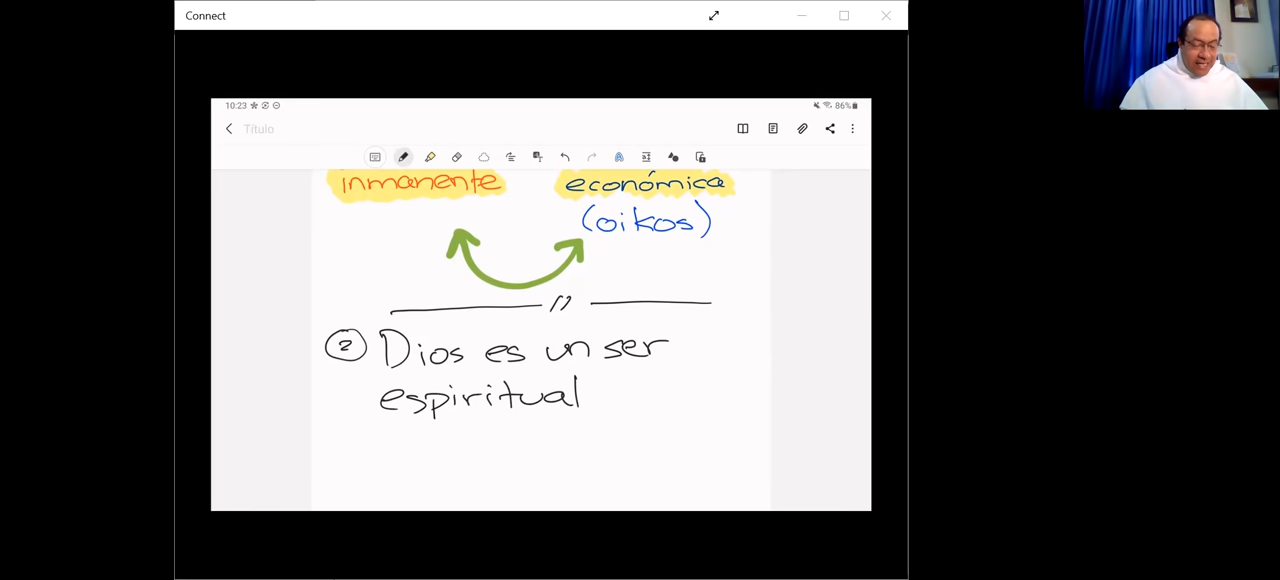 Connect
10:23 86%
Título
inmanente económica
(oikos)
② Dios es un ser
espiritual